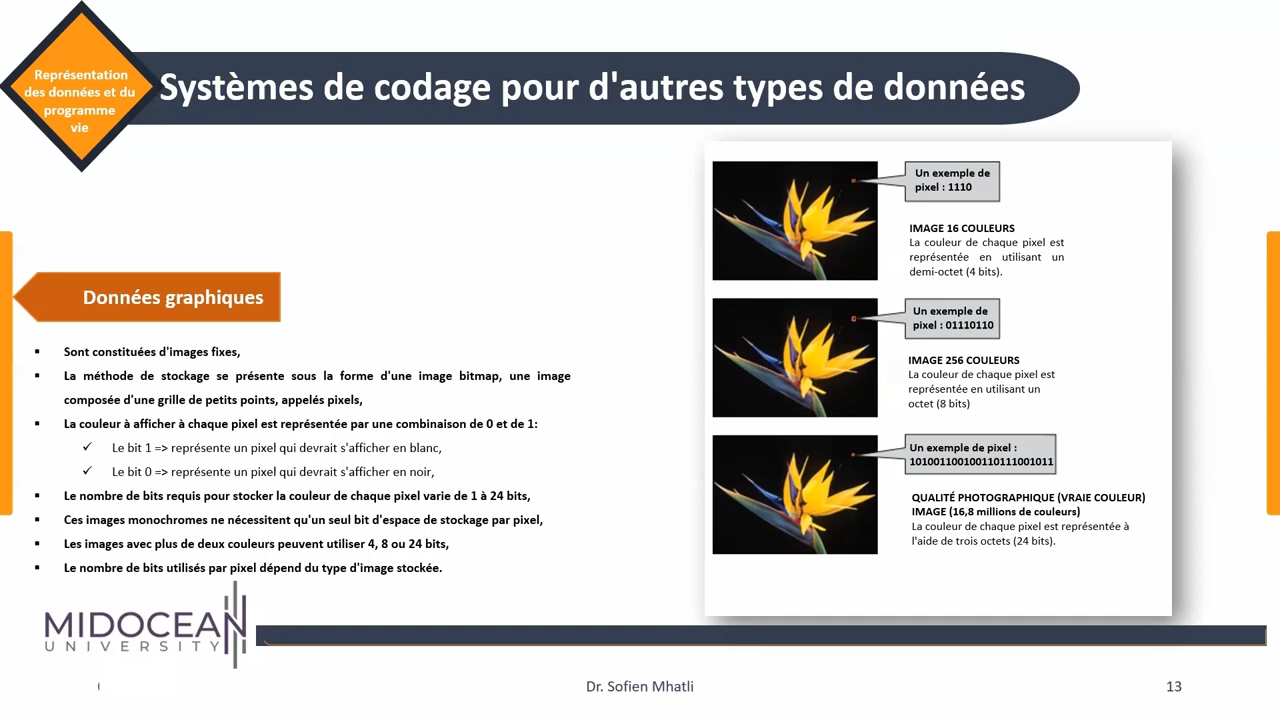 Représentation
des données et du
programme
vie
Systèmes de codage pour d'autres types de données
Données graphiques
▪ Sont constituées d'images fixes,
▪ La méthode de stockage se présente sous la forme d'une image bitmap, une image
composée d'une grille de petits points, appelés pixels,
▪ La couleur à afficher à chaque pixel est représentée par une combinaison de 0 et de 1:
✓ Le bit 1 => représente un pixel qui devrait s'afficher en blanc,
✓ Le bit 0 => représente un pixel qui devrait s'afficher en noir,
▪ Le nombre de bits requis pour stocker la couleur de chaque pixel varie de 1 à 24 bits,
▪ Ces images monochromes ne nécessitent qu'un seul bit d'espace de stockage par pixel,
▪ Les images avec plus de deux couleurs peuvent utiliser 4, 8 ou 24 bits,
▪ Le nombre de bits utilisés par pixel dépend du type d'image stockée.
Un exemple de
pixel : 1110
IMAGE 16 COULEURS
La couleur de chaque pixel est
représentée en utilisant un
demi-octet (4 bits).
Un exemple de
pixel : 01110110
IMAGE 256 COULEURS
La couleur de chaque pixel est
représentée en utilisant un
octet (8 bits)
Un exemple de pixel :
101001100100110111001011
QUALITÉ PHOTOGRAPHIQUE (VRAIE COULEUR)
IMAGE (16,8 millions de couleurs)
La couleur de chaque pixel est représentée à
l'aide de trois octets (24 bits).
MIDOCEAN
UNIVERSITY
Dr. Sofien Mhatli
13